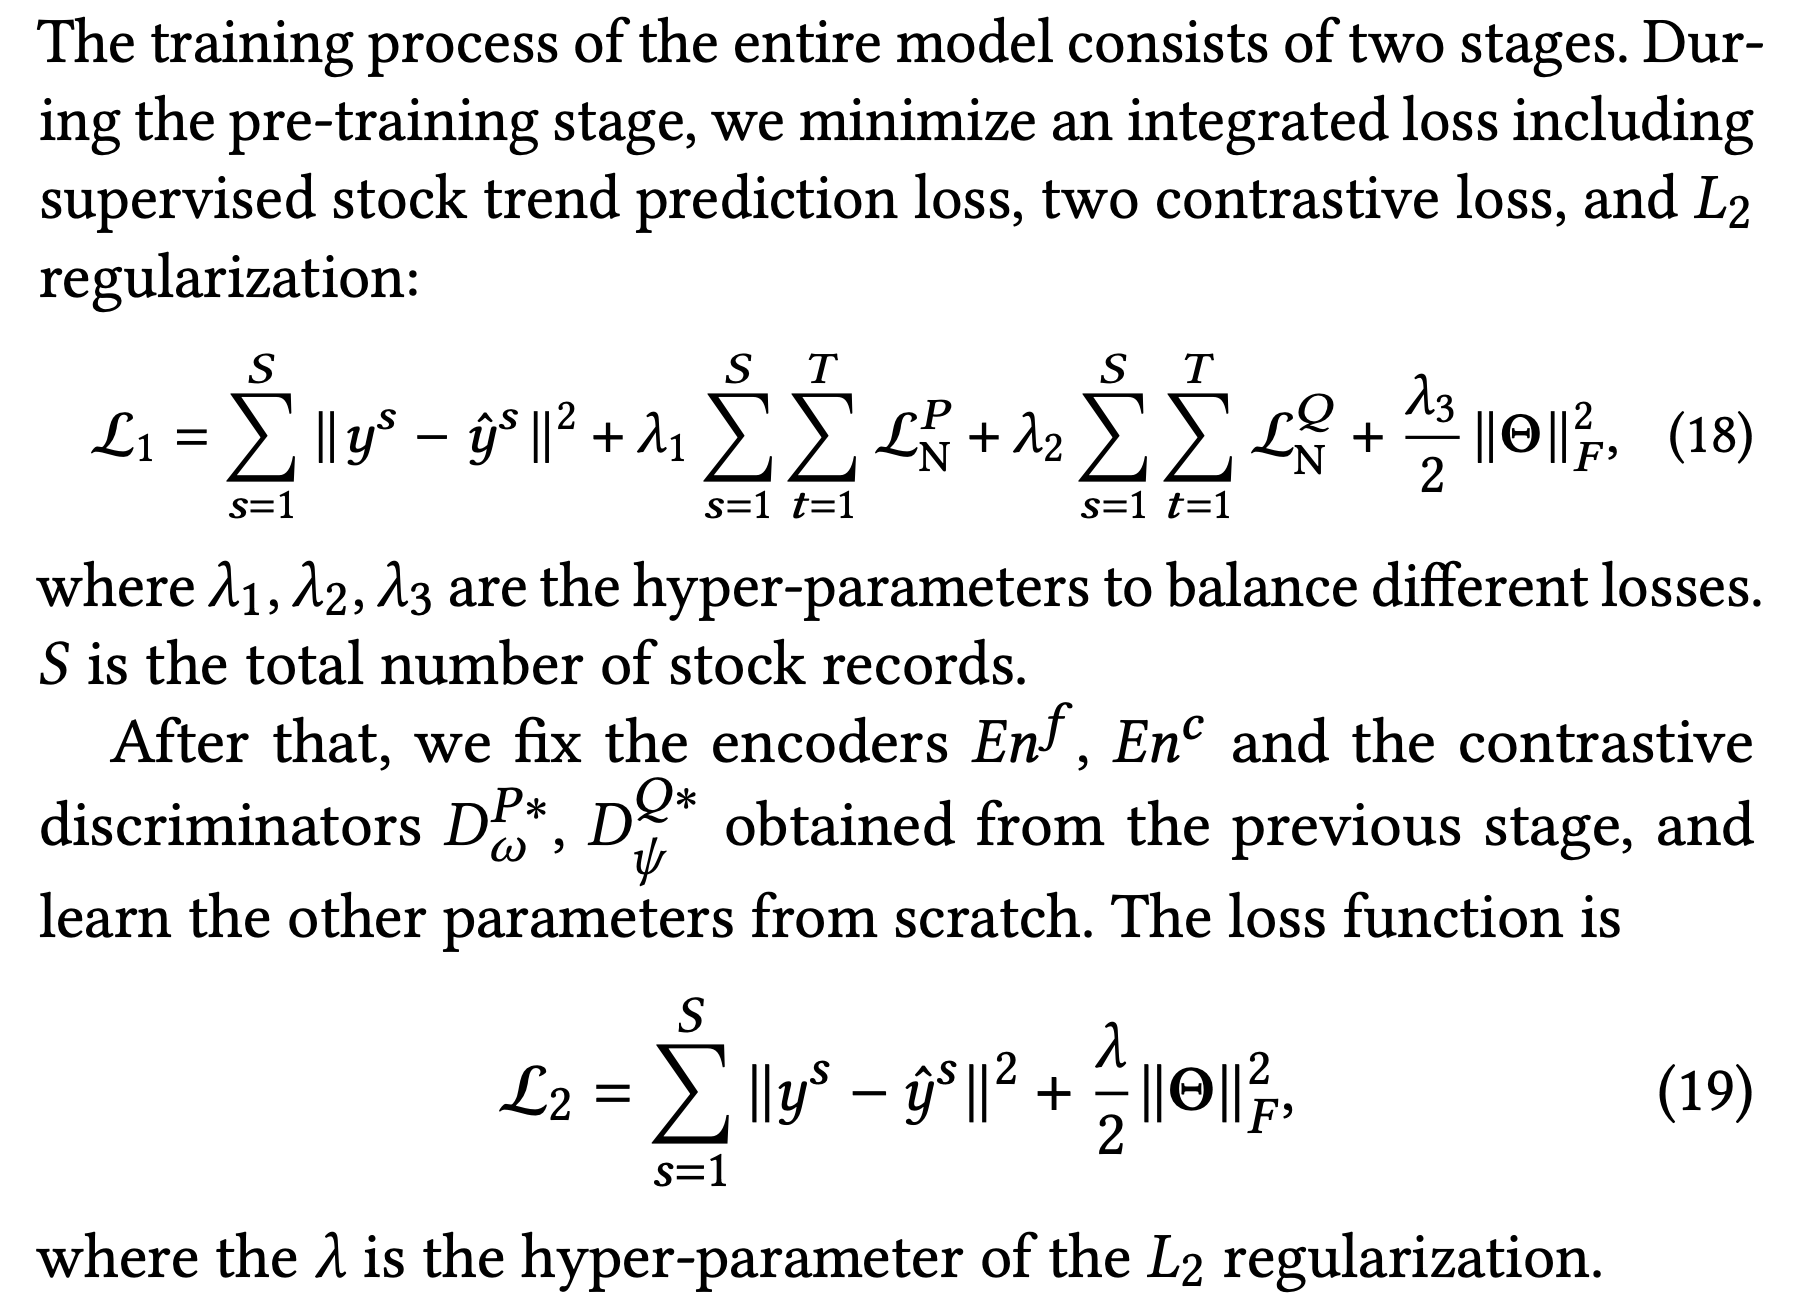 The training process of the entire model consists of two stages. Dur-
ing the pre-training stage, we minimize an integrated loss including
supervised stock trend prediction loss, two contrastive loss, and $L_2$
regularization:
$\mathcal{L}_1 = \sum_{s=1}^{S} \| y^s - \hat{y}^s \|^2 + \lambda_1 \sum_{s=1}^{S} \sum_{t=1}^{T} \mathcal{L}_{\mathrm{N}}^{P} + \lambda_2 \sum_{s=1}^{S} \sum_{t=1}^{T} \mathcal{L}_{\mathrm{N}}^{Q} + \frac{\lambda_3}{2} \| \Theta \|_F^2,$ (18)
where $\lambda_1, \lambda_2, \lambda_3$ are the hyper-parameters to balance different losses.
$S$ is the total number of stock records.
After that, we fix the encoders $En^f$, $En^c$ and the contrastive
discriminators $D_{\omega}^{P*}$, $D_{\psi}^{Q*}$ obtained from the previous stage, and
learn the other parameters from scratch. The loss function is
$\mathcal{L}_2 = \sum_{s=1}^{S} \| y^s - \hat{y}^s \|^2 + \frac{\lambda}{2} \| \Theta \|_F^2,$ (19)
where the $\lambda$ is the hyper-parameter of the $L_2$ regularization.